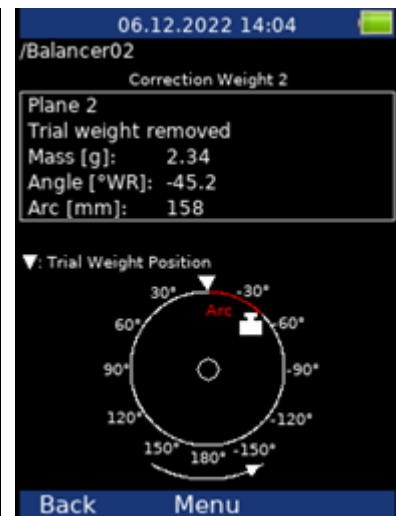 06.12.2022 14:04
/Balancer02
Correction Weight 2
Plane 2
Trial weight removed
Mass [g]: 2.34
Angle [°WR]: -45.2
Arc [mm]: 158
▼: Trial Weight Position
30° -30°
Arc
60° -60°
90° -90°
120° -120°
150° 180° -150°
Back Menu